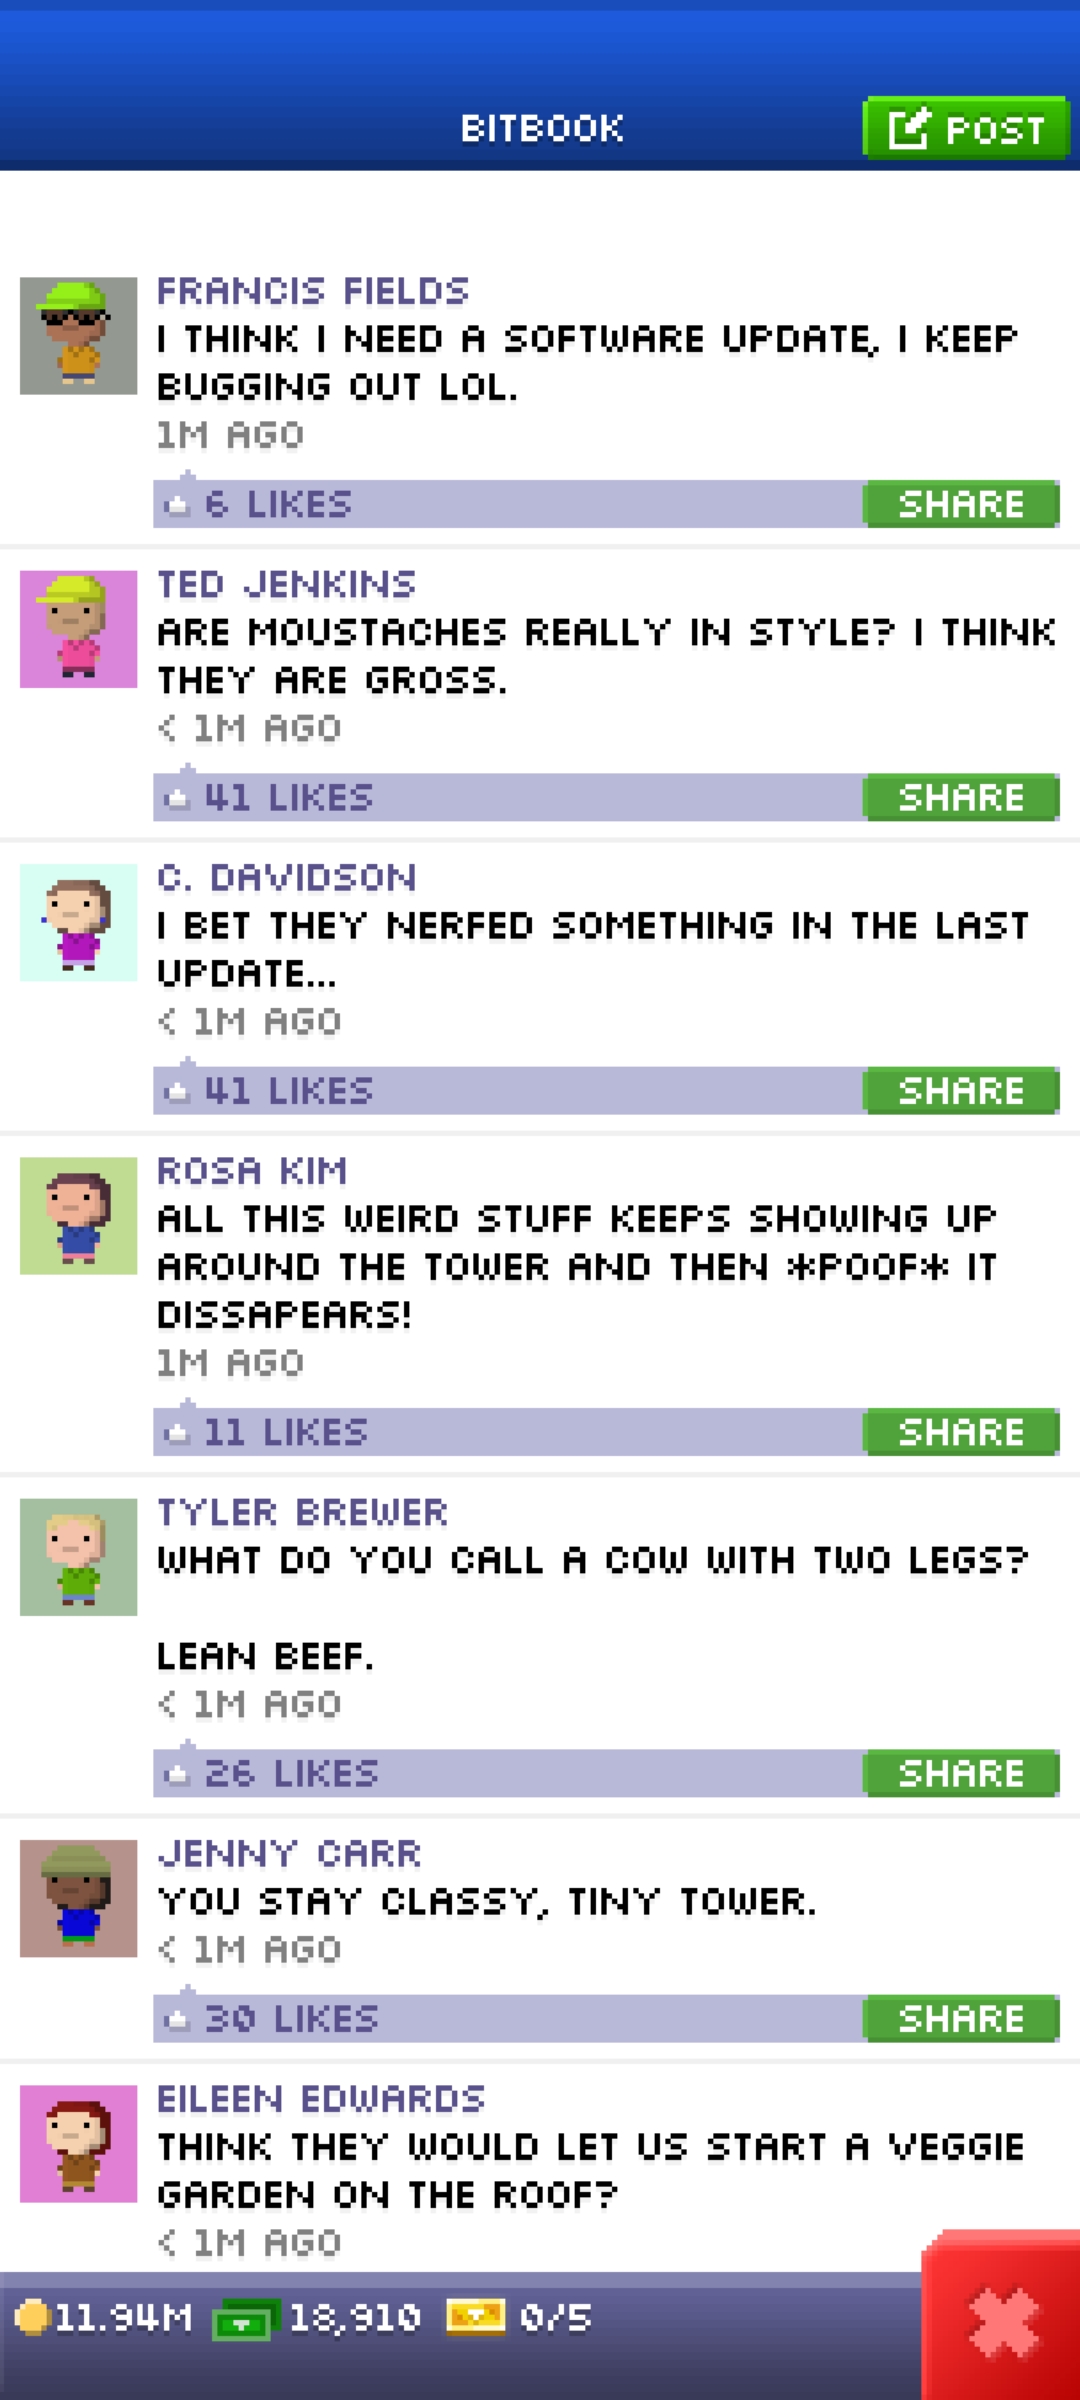 BITBOOK
POST
FRANCIS FIELDS
I THINK I NEED A SOFTWARE UPDATE, I KEEP
BUGGING OUT LOL.
1M AGO
6 LIKES
SHARE
TED JENKINS
ARE MOUSTACHES REALLY IN STYLE? I THINK
THEY ARE GROSS.
< 1M AGO
41 LIKES
SHARE
C. DAVIDSON
I BET THEY NERFED SOMETHING IN THE LAST
UPDATE...
< 1M AGO
41 LIKES
SHARE
ROSA KIM
ALL THIS WEIRD STUFF KEEPS SHOWING UP
AROUND THE TOWER AND THEN *POOF* IT
DISSAPEARS!
1M AGO
11 LIKES
SHARE
TYLER BREWER
WHAT DO YOU CALL A COW WITH TWO LEGS?
LEAN BEEF.
< 1M AGO
26 LIKES
SHARE
JENNY CARR
YOU STAY CLASSY, TINY TOWER.
< 1M AGO
30 LIKES
SHARE
EILEEN EDWARDS
THINK THEY WOULD LET US START A VEGGIE
GARDEN ON THE ROOF?
< 1M AGO
11.94M 18,910 0/5